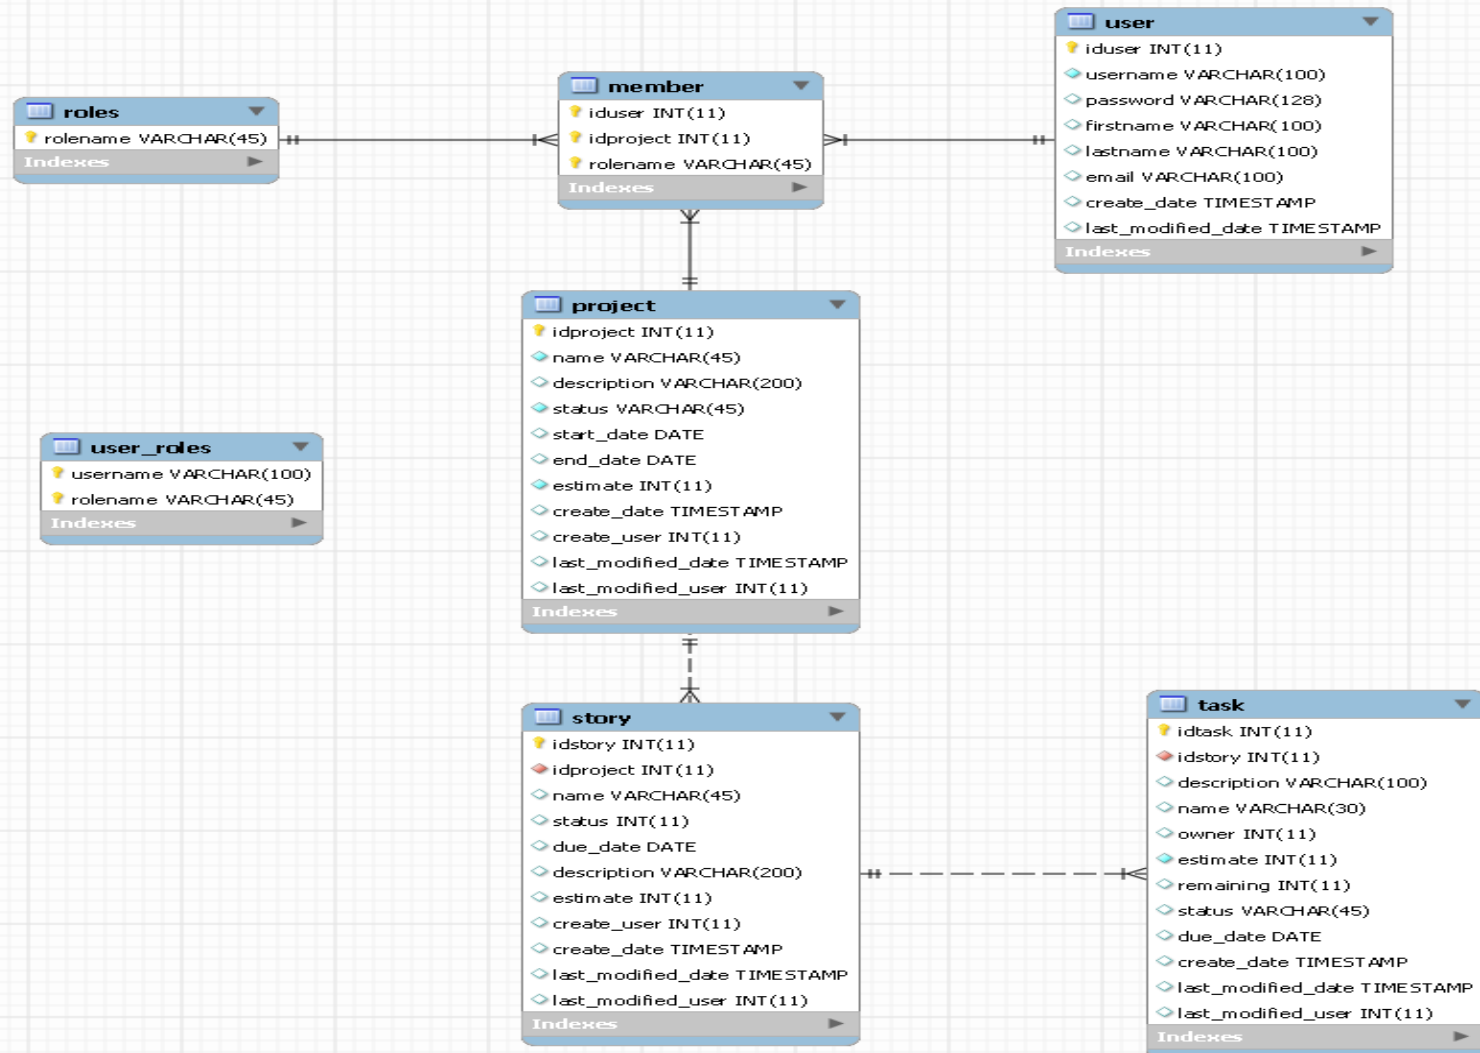 roles
rolename VARCHAR(45)
Indexes
member
iduser INT(11)
idproject INT(11)
rolename VARCHAR(45)
Indexes
user
iduser INT(11)
username VARCHAR(100)
password VARCHAR(128)
firstname VARCHAR(100)
lastname VARCHAR(100)
email VARCHAR(100)
create_date TIMESTAMP
last_modified_date TIMESTAMP
Indexes
project
idproject INT(11)
name VARCHAR(45)
description VARCHAR(200)
status VARCHAR(45)
start_date DATE
end_date DATE
estimate INT(11)
create_date TIMESTAMP
create_user INT(11)
last_modified_date TIMESTAMP
last_modified_user INT(11)
Indexes
user_roles
username VARCHAR(100)
rolename VARCHAR(45)
Indexes
story
idstory INT(11)
idproject INT(11)
name VARCHAR(45)
status INT(11)
due_date DATE
description VARCHAR(200)
estimate INT(11)
create_user INT(11)
create_date TIMESTAMP
last_modified_date TIMESTAMP
last_modified_user INT(11)
Indexes
task
idtask INT(11)
idstory INT(11)
description VARCHAR(100)
name VARCHAR(30)
owner INT(11)
estimate INT(11)
remaining INT(11)
status VARCHAR(45)
due_date DATE
create_date TIMESTAMP
last_modified_date TIMESTAMP
last_modified_user INT(11)
Indexes